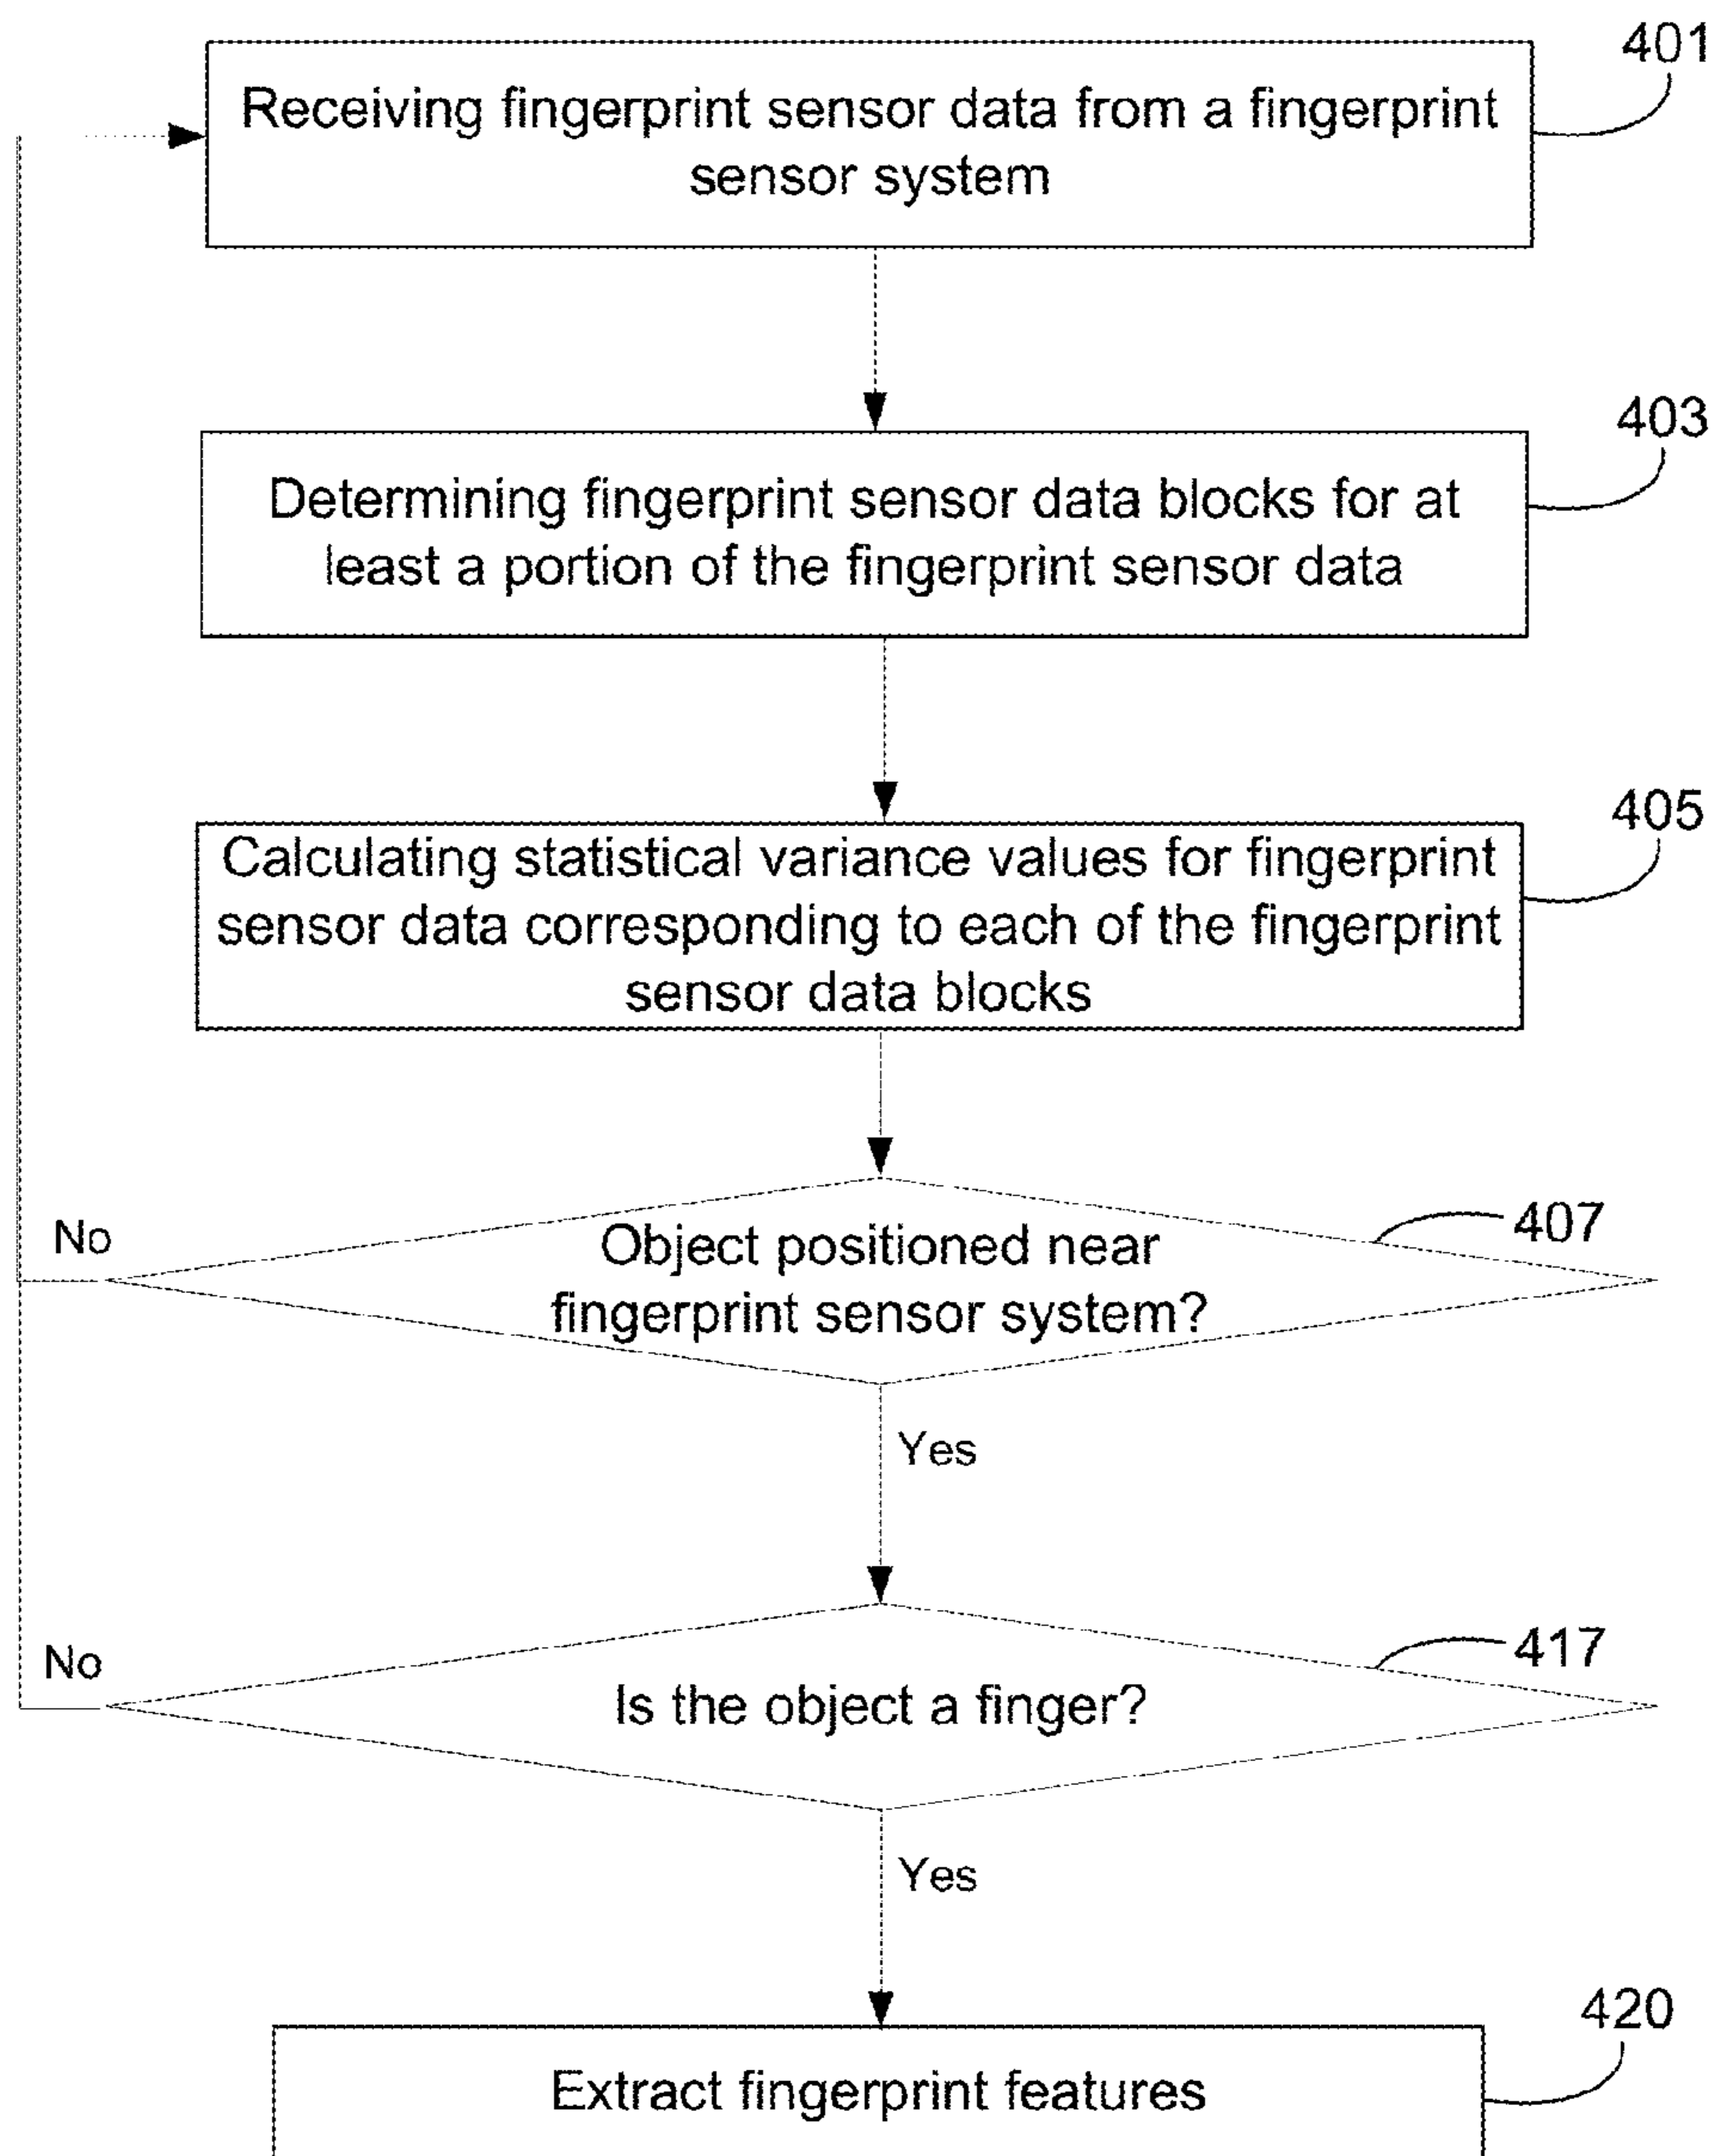 401
Receiving fingerprint sensor data from a fingerprint
sensor system
403
Determining fingerprint sensor data blocks for at
least a portion of the fingerprint sensor data
405
Calculating statistical variance values for fingerprint
sensor data corresponding to each of the fingerprint
sensor data blocks
407
No
Object positioned near
fingerprint sensor system?
Yes
417
No
Is the object a finger?
Yes
420
Extract fingerprint features